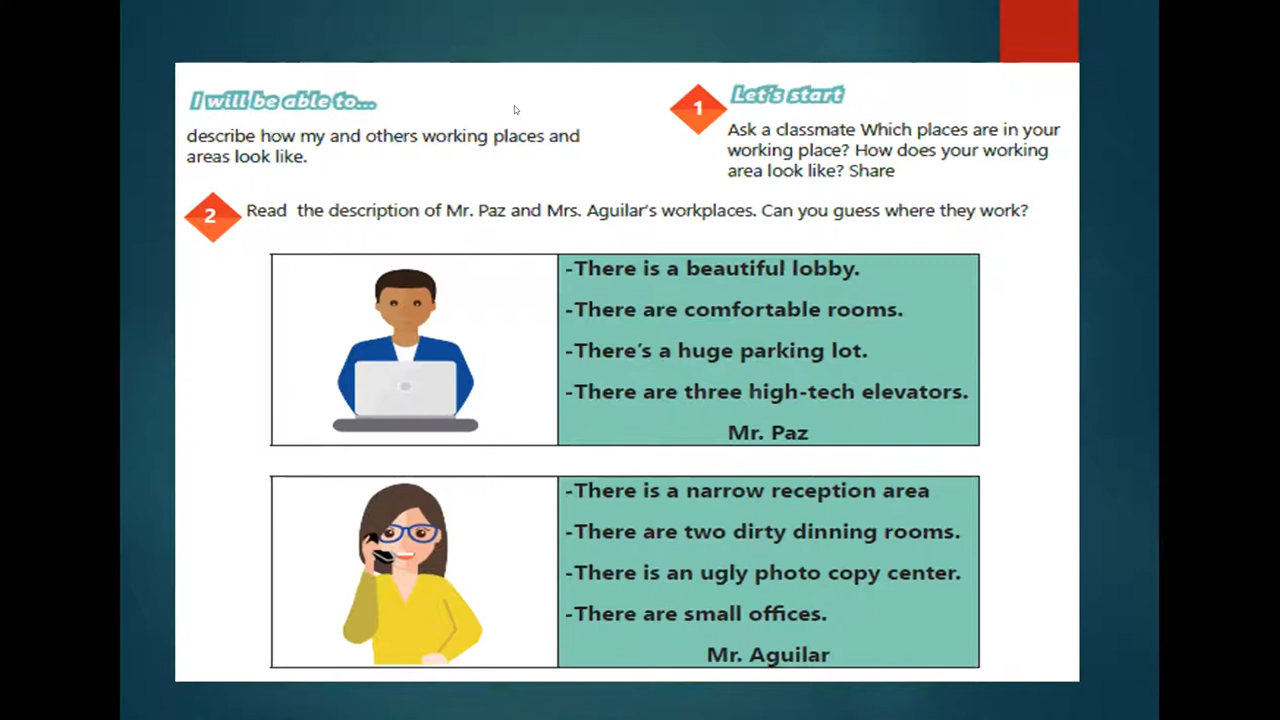 I will be able to...
describe how my and others working places and
areas look like.
1
Let's start
Ask a classmate Which places are in your
working place? How does your working
area look like? Share
2
Read the description of Mr. Paz and Mrs. Aguilar's workplaces. Can you guess where they work?
-There is a beautiful lobby.
-There are comfortable rooms.
-There's a huge parking lot.
-There are three high-tech elevators.
Mr. Paz
-There is a narrow reception area
-There are two dirty dinning rooms.
-There is an ugly photo copy center.
-There are small offices.
Mr. Aguilar